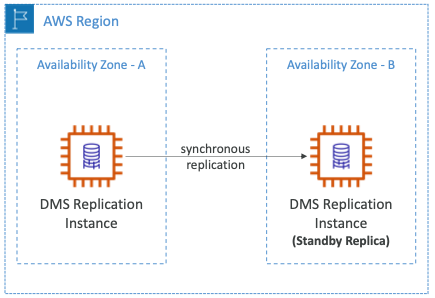 AWS Region
Availability Zone - A
Availability Zone - B
synchronous
replication
DMS Replication
Instance
DMS Replication
Instance
(Standby Replica)